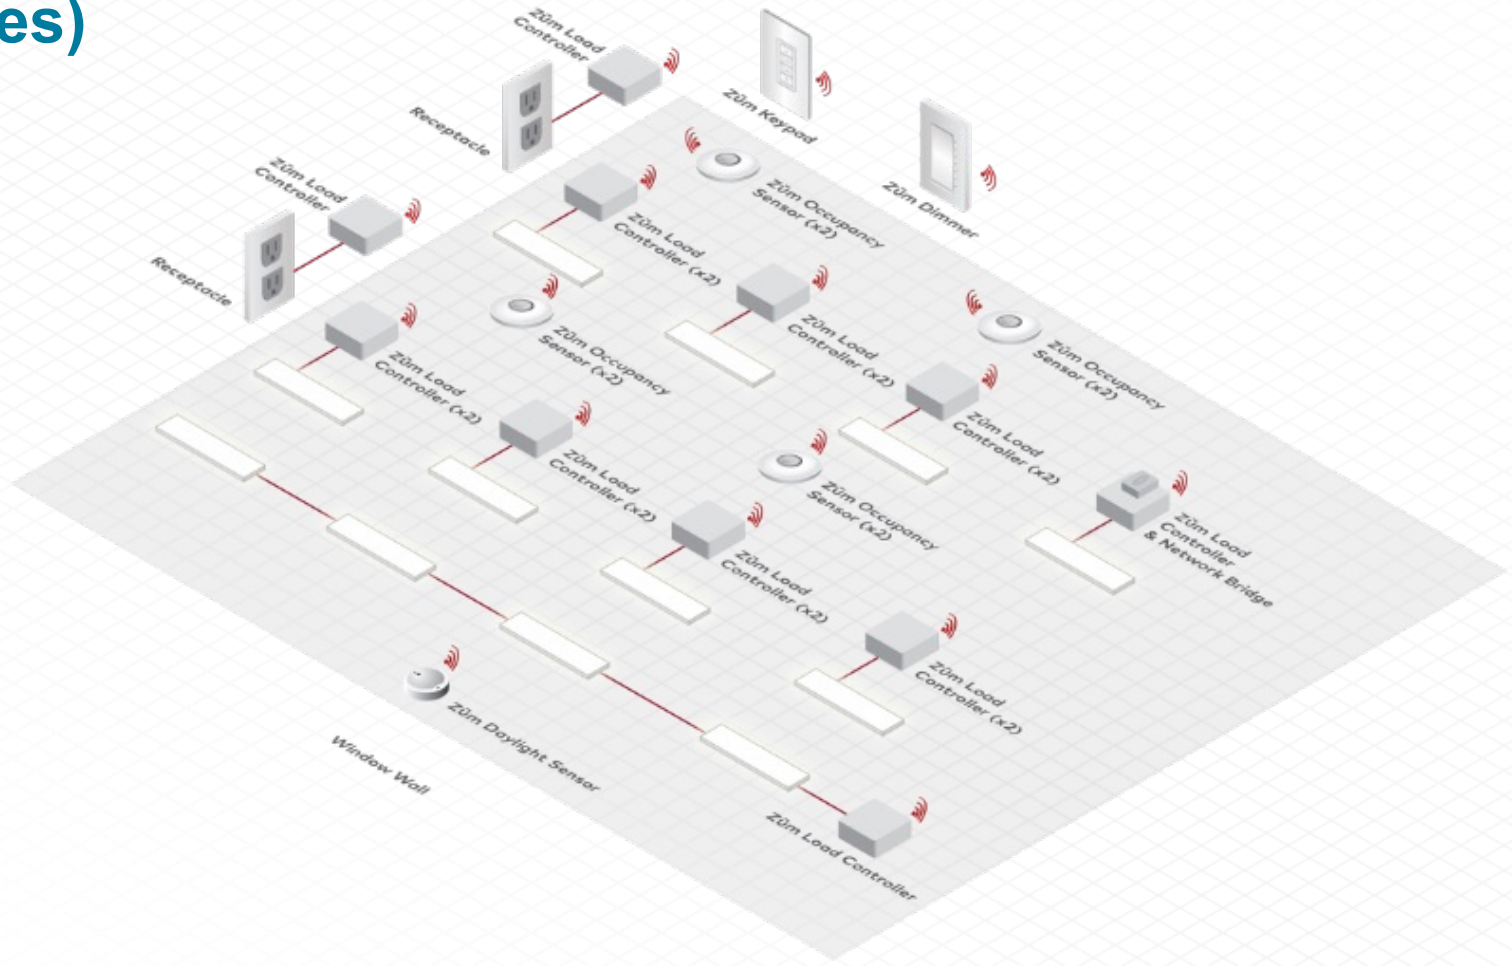 es)
Zūm Load
Controller
Receptacle
Zūm Keypad
Zūm Dimmer
Zūm Load
Controller
Receptacle
Zūm Occupancy
Sensor (x2)
Zūm Load
Controller (x2)
Zūm Load
Controller (x2)
Zūm Occupancy
Sensor (x2)
Zūm Occupancy
Sensor (x2)
Zūm Load
Controller (x2)
Zūm Load
Controller (x2)
Zūm Load
Controller (x2)
Zūm Occupancy
Sensor (x2)
Zūm Load
Controller
& Network Bridge
Zūm Load
Controller (x2)
Zūm Load
Controller (x2)
Zūm Daylight Sensor
Window Wall
Zūm Load Controller